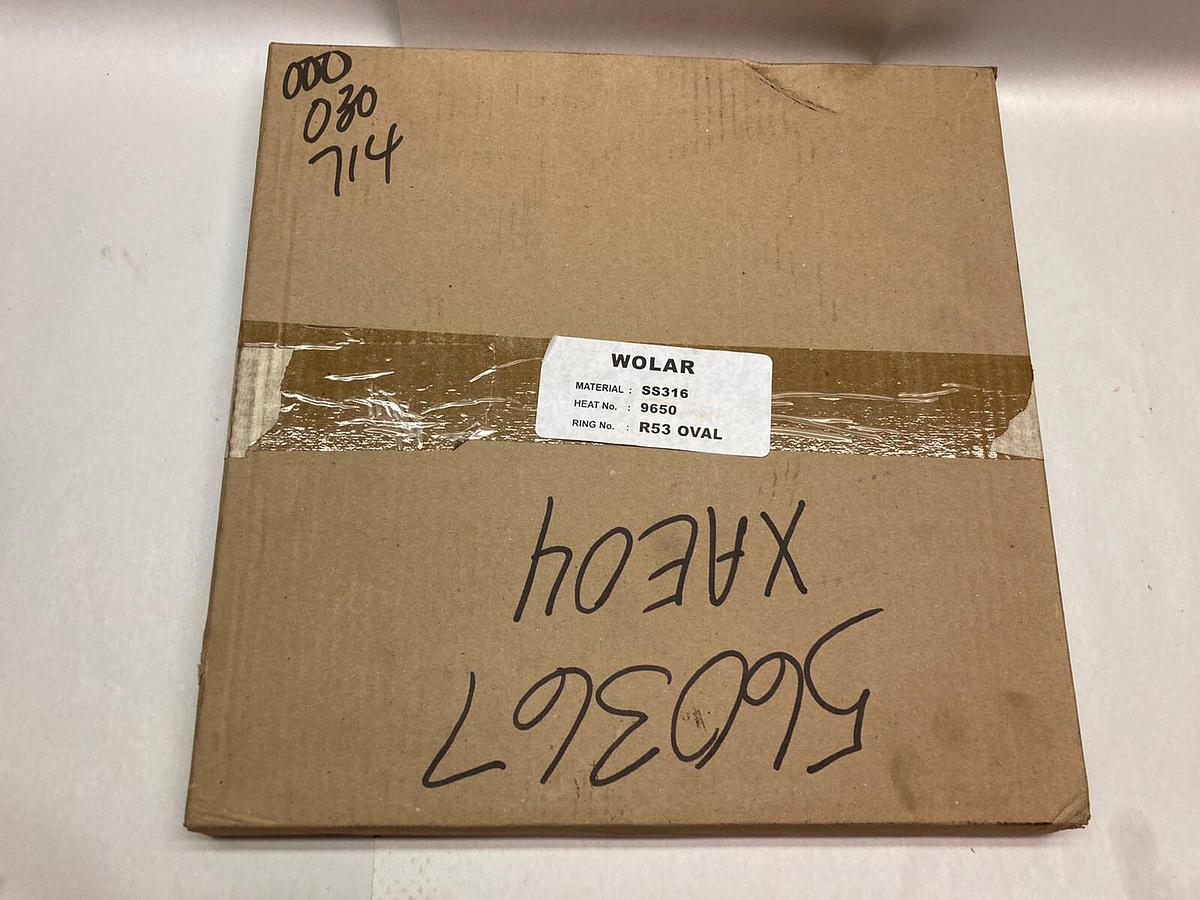 000
030
714
WOLAR
MATERIAL : SS316
HEAT No. : 9650
RING No. : R53 OVAL
560367
XAE04